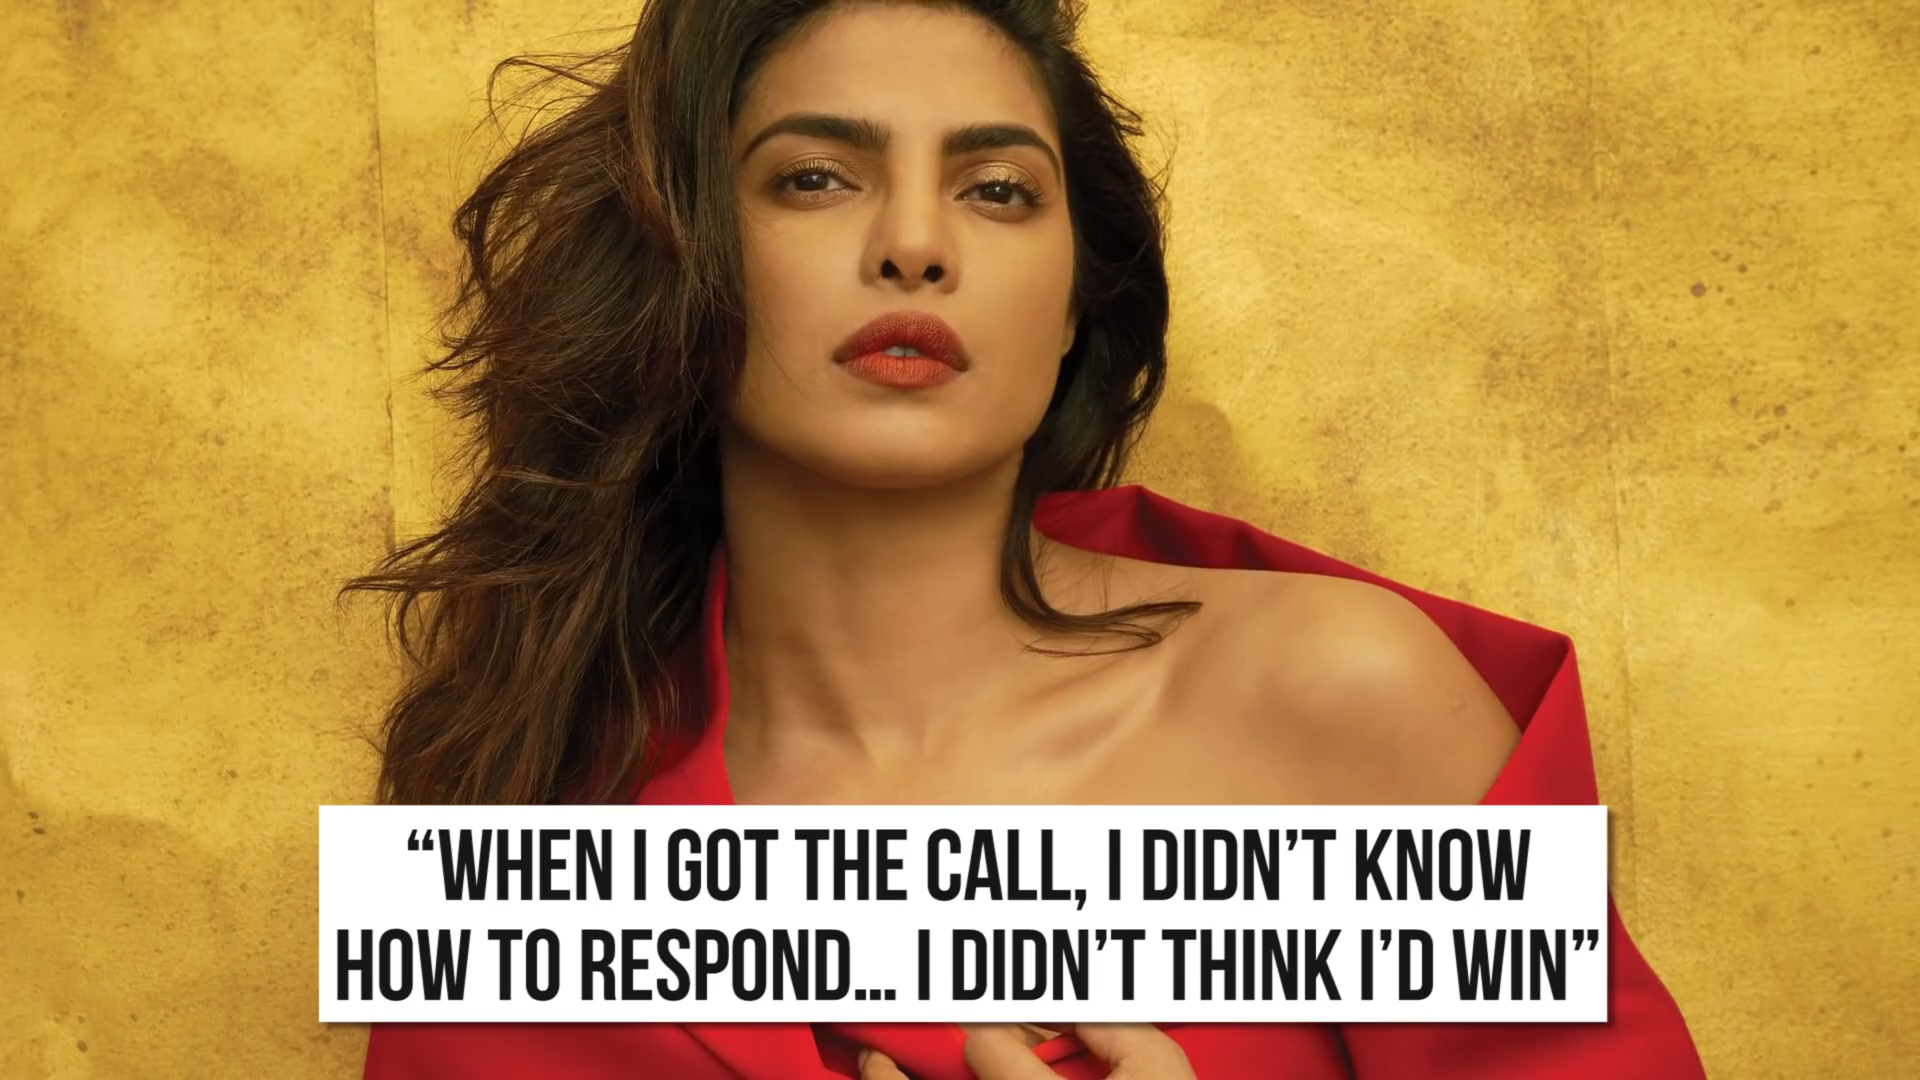 “WHEN I GOT THE CALL, I DIDN’T KNOW
HOW TO RESPOND... I DIDN’T THINK I’D WIN”